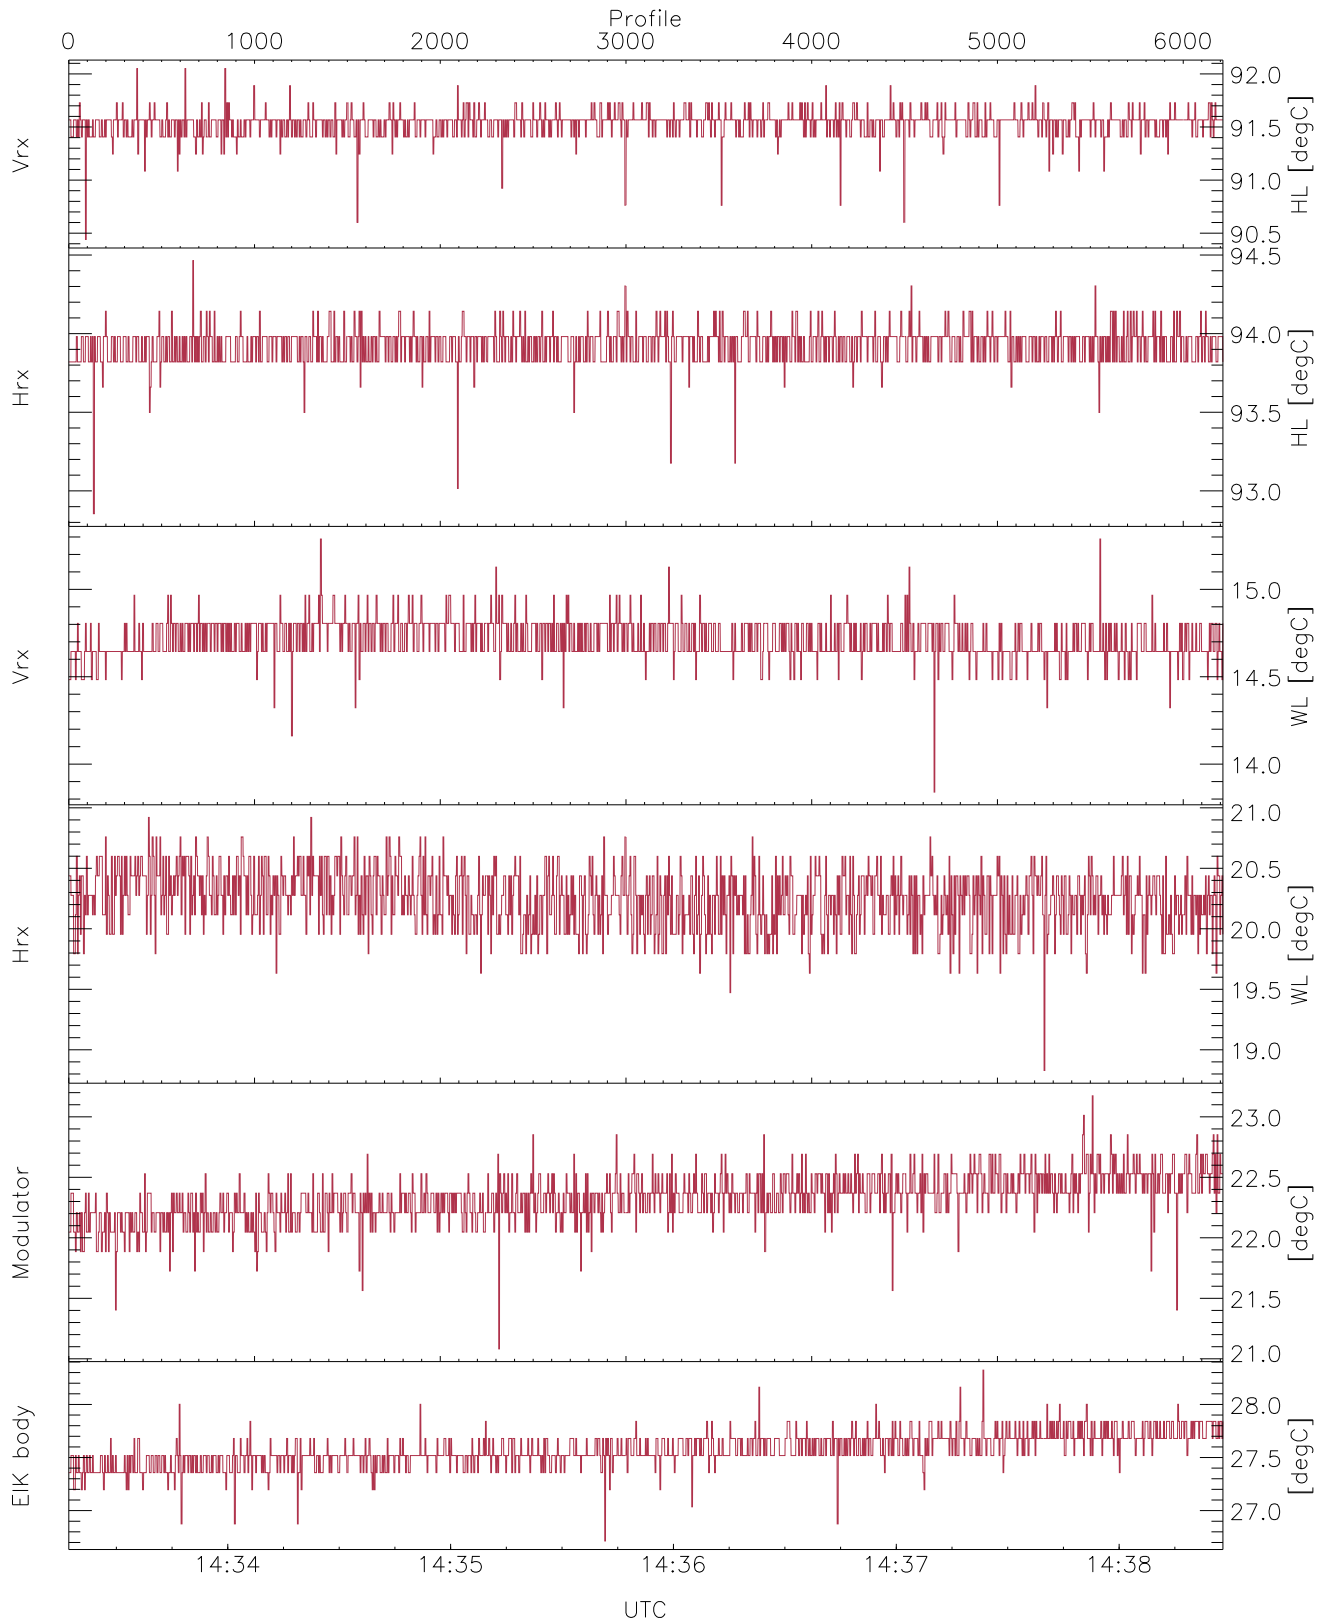 Profile
0 1000 2000 3000 4000 5000 6000
Vrx
92.0
91.5
91.0
90.5
HL [degC]
Hrx
94.5
94.0
93.5
93.0
HL [degC]
Vrx
15.0
14.5
14.0
WL [degC]
Hrx
21.0
20.5
20.0
19.5
19.0
WL [degC]
Modulator
23.0
22.5
22.0
21.5
21.0
[degC]
EIK body
28.0
27.5
27.0
[degC]
14:34 14:35 14:36 14:37 14:38
UTC